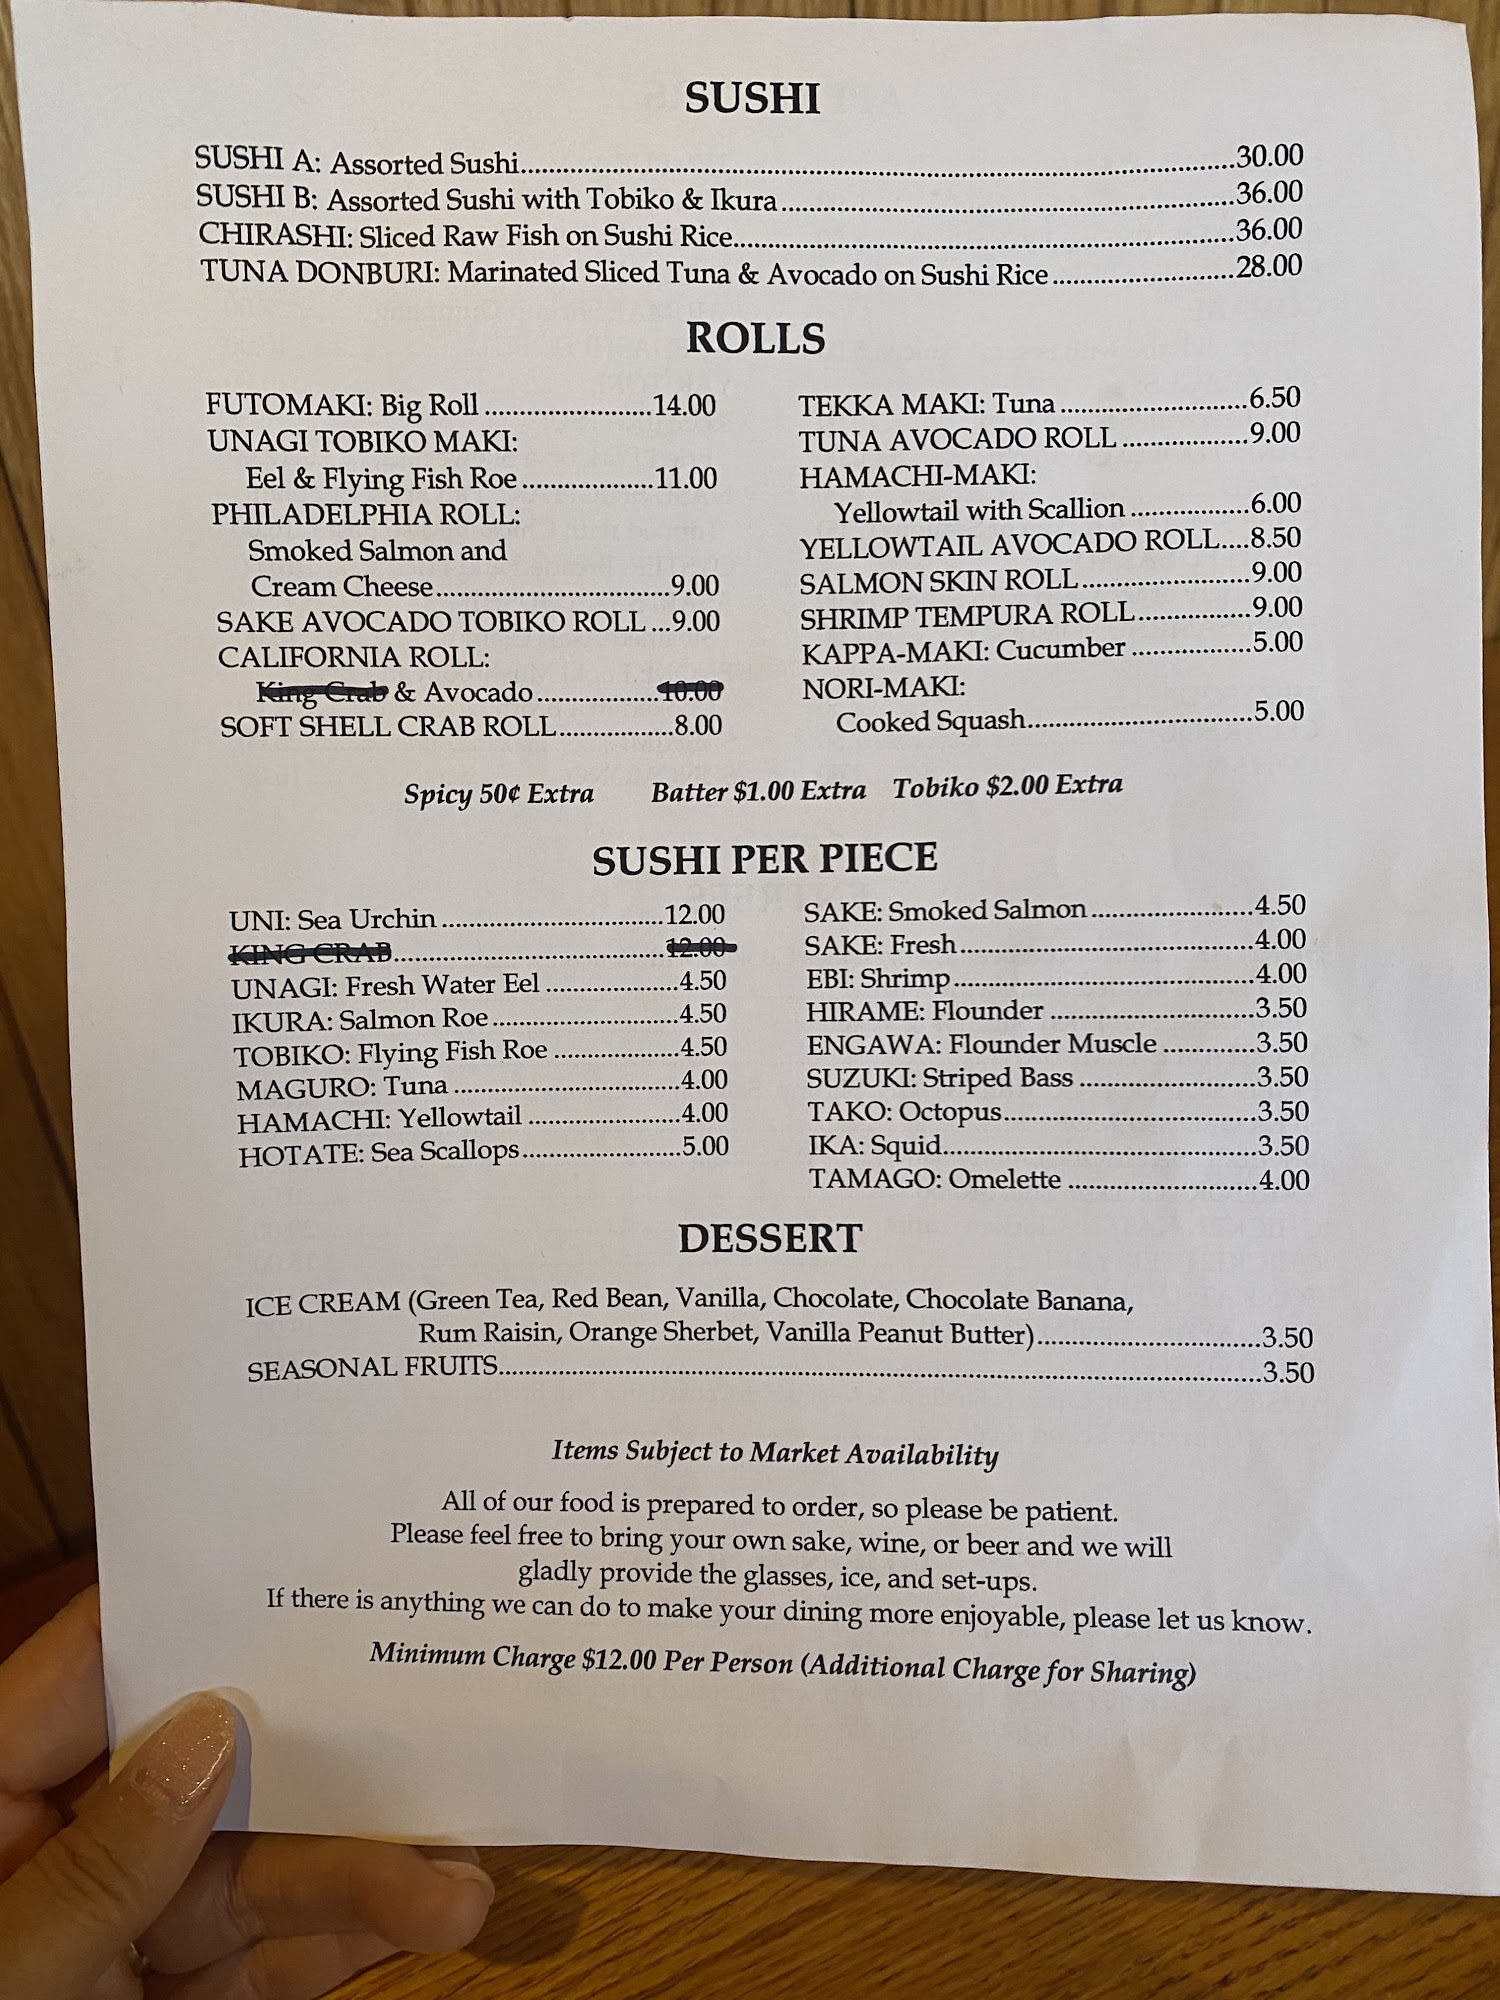 SUSHI
SUSHI A: Assorted Sushi........30.00
SUSHI B: Assorted Sushi with Tobiko & Ikura........36.00
CHIRASHI: Sliced Raw Fish on Sushi Rice........36.00
TUNA DONBURI: Marinated Sliced Tuna & Avocado on Sushi Rice........28.00
ROLLS
FUTOMAKI: Big Roll........14.00
UNAGI TOBIKO MAKI:
Eel & Flying Fish Roe........11.00
PHILADELPHIA ROLL:
Smoked Salmon and
Cream Cheese........9.00
SAKE AVOCADO TOBIKO ROLL...9.00
CALIFORNIA ROLL:
King Crab & Avocado........10.00
SOFT SHELL CRAB ROLL........8.00
TEKKA MAKI: Tuna........6.50
TUNA AVOCADO ROLL........9.00
HAMACHI-MAKI:
Yellowtail with Scallion........6.00
YELLOWTAIL AVOCADO ROLL....8.50
SALMON SKIN ROLL........9.00
SHRIMP TEMPURA ROLL........9.00
KAPPA-MAKI: Cucumber........5.00
NORI-MAKI:
Cooked Squash........5.00
Spicy 50¢ Extra Batter $1.00 Extra Tobiko $2.00 Extra
SUSHI PER PIECE
UNI: Sea Urchin........12.00
KING CRAB........12.00
UNAGI: Fresh Water Eel........4.50
IKURA: Salmon Roe........4.50
TOBIKO: Flying Fish Roe........4.50
MAGURO: Tuna........4.00
HAMACHI: Yellowtail........4.00
HOTATE: Sea Scallops........5.00
SAKE: Smoked Salmon........4.50
SAKE: Fresh........4.00
EBI: Shrimp........4.00
HIRAME: Flounder........3.50
ENGAWA: Flounder Muscle........3.50
SUZUKI: Striped Bass........3.50
TAKO: Octopus........3.50
IKA: Squid........3.50
TAMAGO: Omelette........4.00
DESSERT
ICE CREAM (Green Tea, Red Bean, Vanilla, Chocolate, Chocolate Banana,
Rum Raisin, Orange Sherbet, Vanilla Peanut Butter)........3.50
SEASONAL FRUITS........3.50
Items Subject to Market Availability
All of our food is prepared to order, so please be patient.
Please feel free to bring your own sake, wine, or beer and we will
gladly provide the glasses, ice, and set-ups.
If there is anything we can do to make your dining more enjoyable, please let us know.
Minimum Charge $12.00 Per Person (Additional Charge for Sharing)